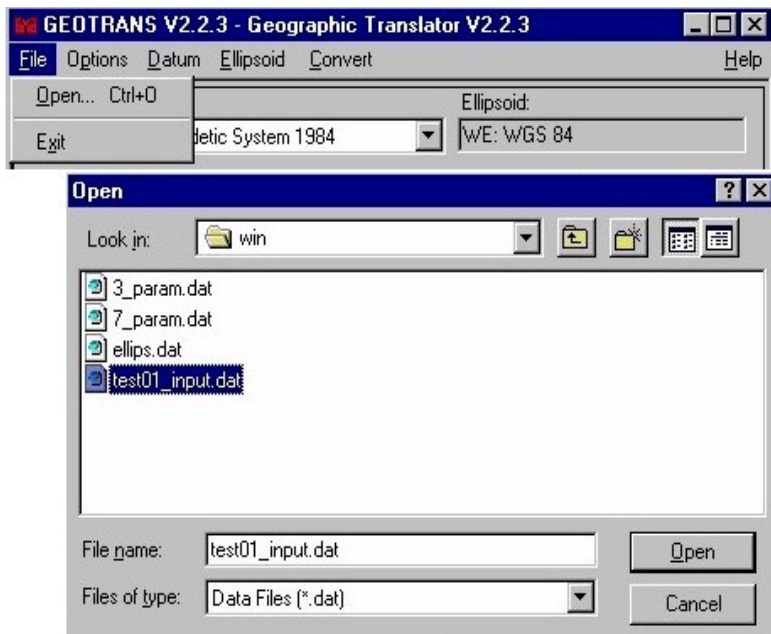 GEOTRANS V2.2.3 - Geographic Translator V2.2.3
File Options Datum Ellipsoid Convert Help
Open... Ctrl+O
Exit
Ellipsoid:
detic System 1984
WE: WGS 84
Open
Look in: win
3_param.dat
7_param.dat
ellips.dat
test01_input.dat
File name: test01_input.dat Open
Files of type: Data Files (*.dat) Cancel